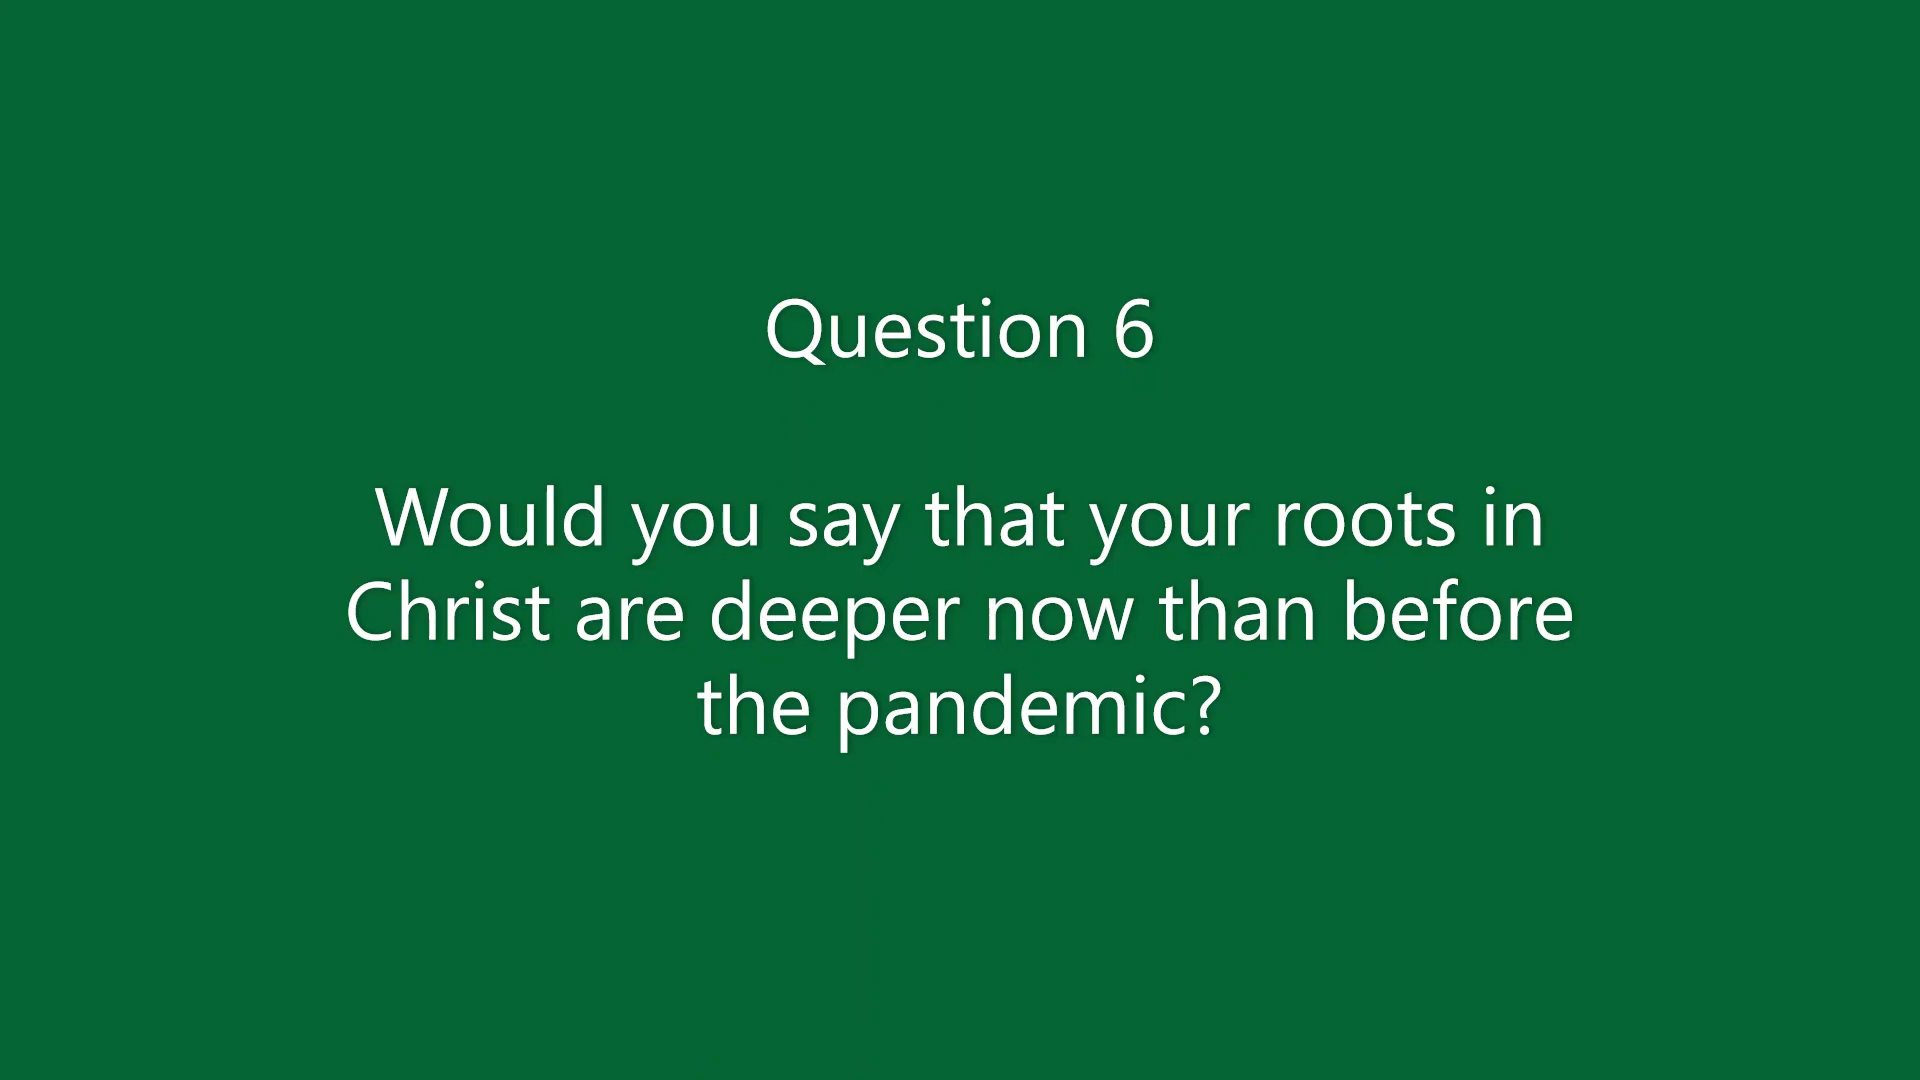 Question 6
Would you say that your roots in
Christ are deeper now than before
the pandemic?